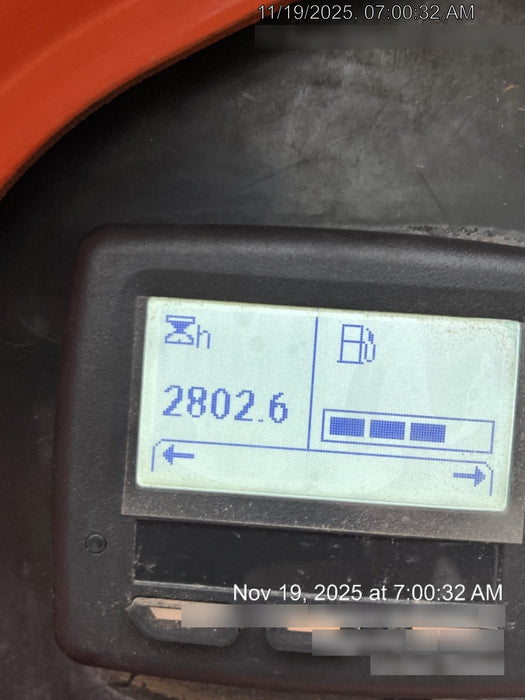 11/19/2025, 07:00:32 AM
h
2802.6
Nov 19, 2025 at 7:00:32 AM